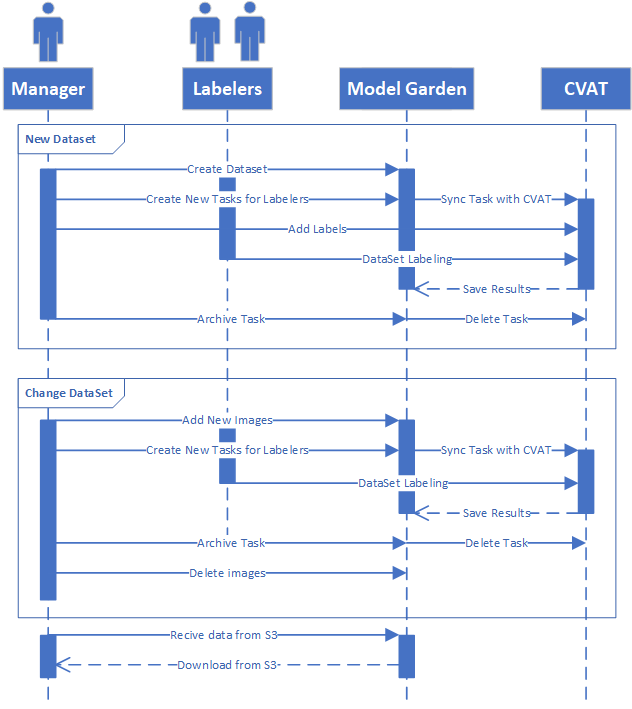 Manager
Labelers
Model Garden
CVAT
New Dataset
Create Dataset
Create New Tasks for Labelers
Sync Task with CVAT
Add Labels
DataSet Labeling
Save Results
Archive Task
Delete Task
Change DataSet
Add New Images
Create New Tasks for Labelers
Sync Task with CVAT
DataSet Labeling
Save Results
Archive Task
Delete Task
Delete images
Recive data from S3
Download from S3